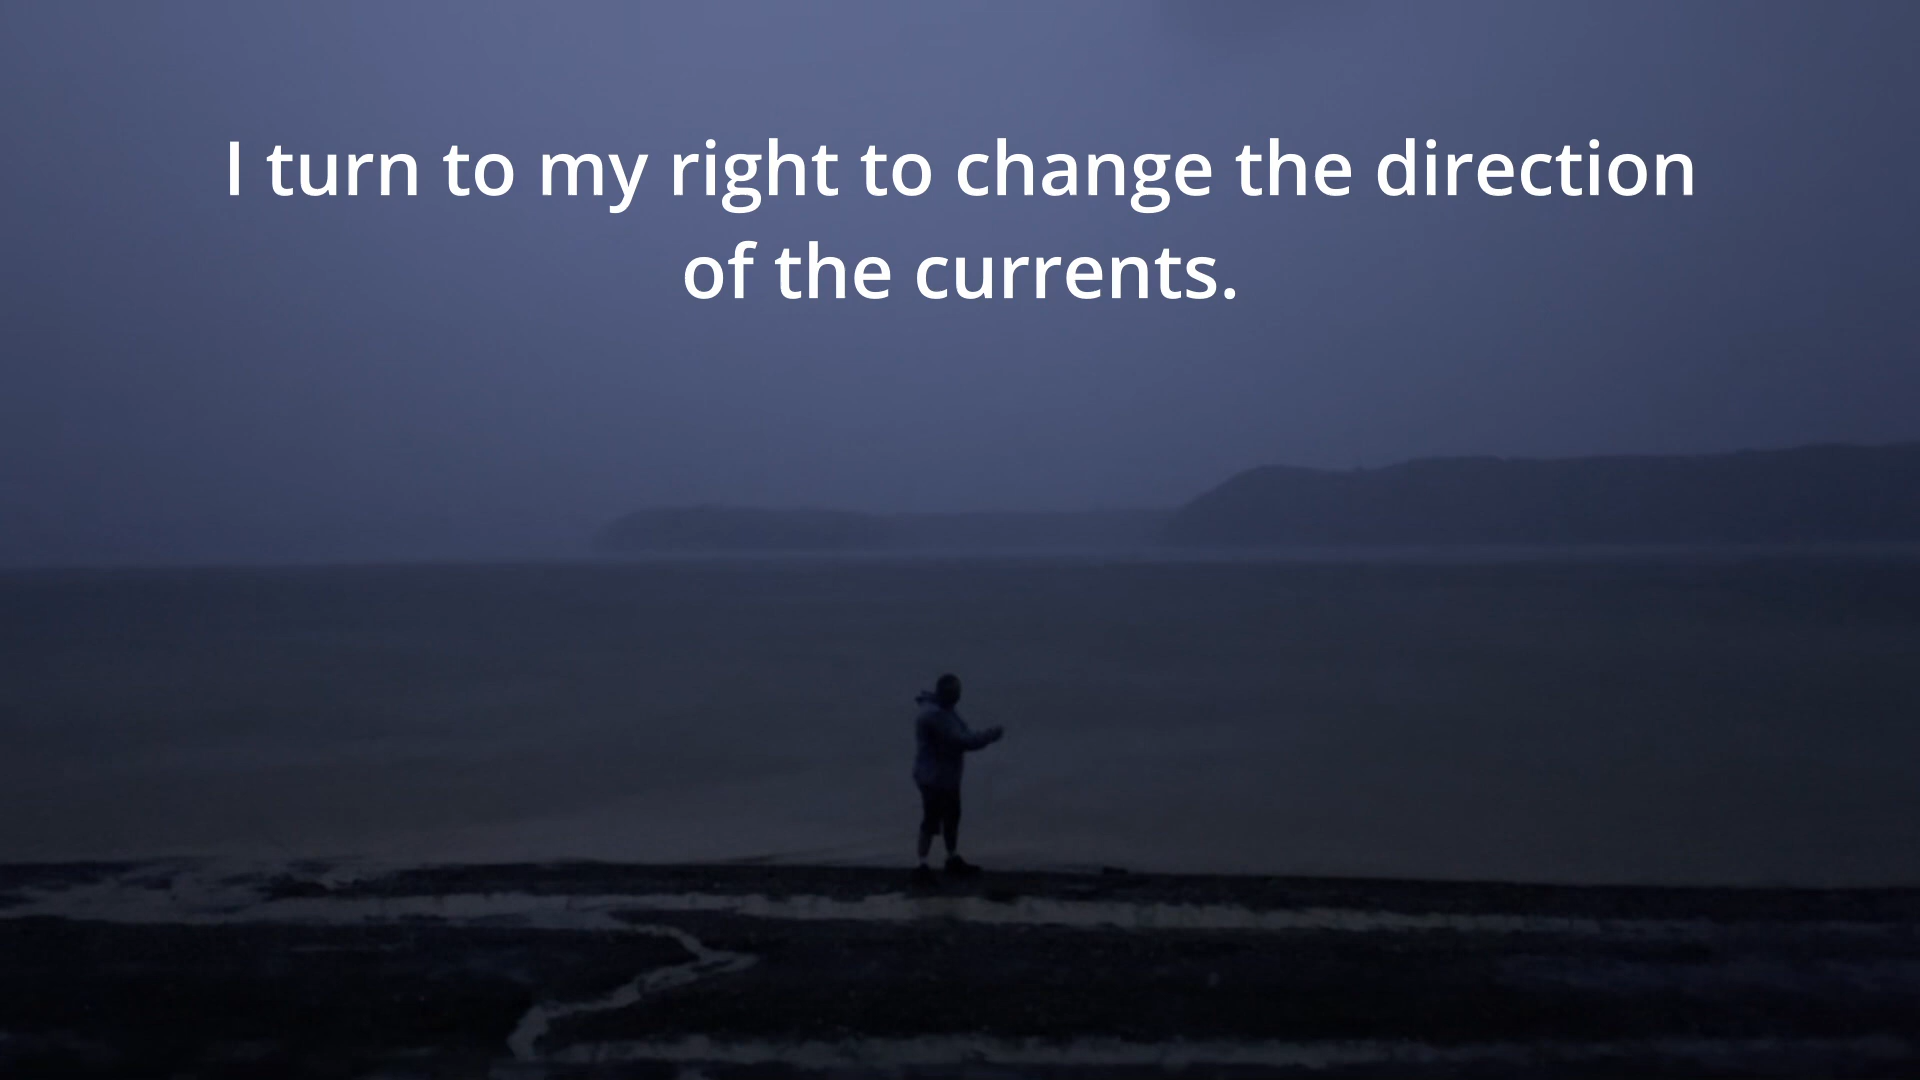 I turn to my right to change the direction
of the currents.